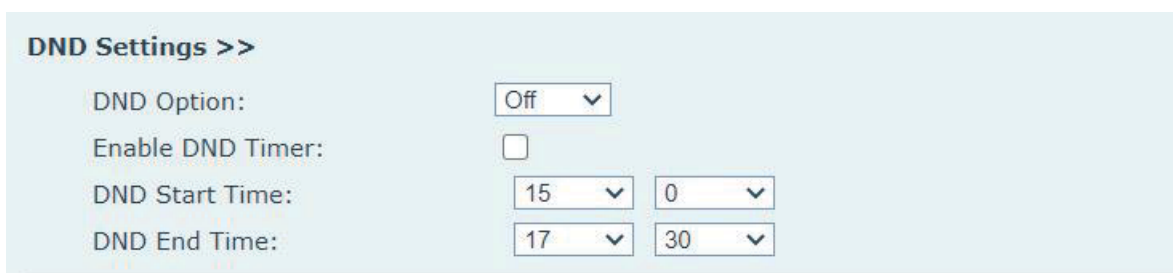 DND Settings >>
DND Option: Off
Enable DND Timer:
DND Start Time: 15 0
DND End Time: 17 30